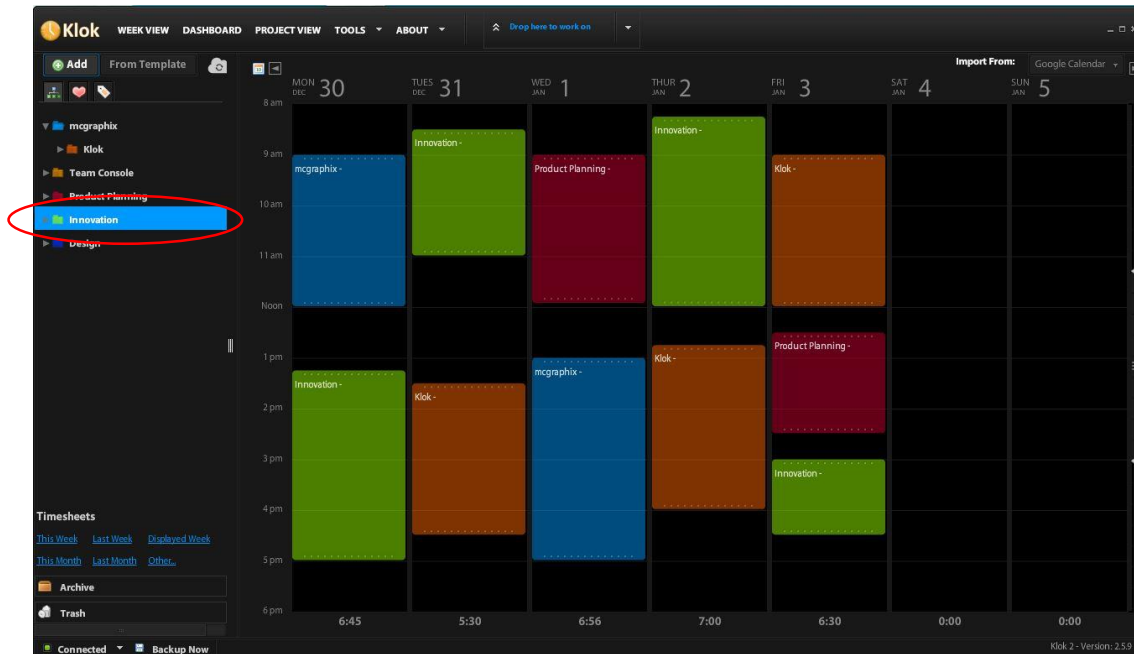 Klok WEEK VIEW DASHBOARD PROJECT VIEW TOOLS ABOUT Drop here to work on
Add From Template
Import From: Google Calendar
MON DEC 30
TUES DEC 31
WED JAN 1
THUR JAN 2
FRI JAN 3
SAT JAN 4
SUN JAN 5
mcgraphix
Klok
Team Console
Product Planning
Innovation
Design
8 am
9 am
10 am
11 am
Noon
1 pm
2 pm
3 pm
4 pm
5 pm
6 pm
mcgraphix -
Innovation -
Innovation -
Klok -
Product Planning -
mcgraphix -
Innovation -
Klok -
Klok -
Product Planning -
Innovation -
6:45 5:30 6:56 7:00 6:30 0:00 0:00
Timesheets
This Week Last Week Displayed Week
This Month Last Month Other...
Archive
Trash
Connected Backup Now
Klok 2 - Version: 2.5.9